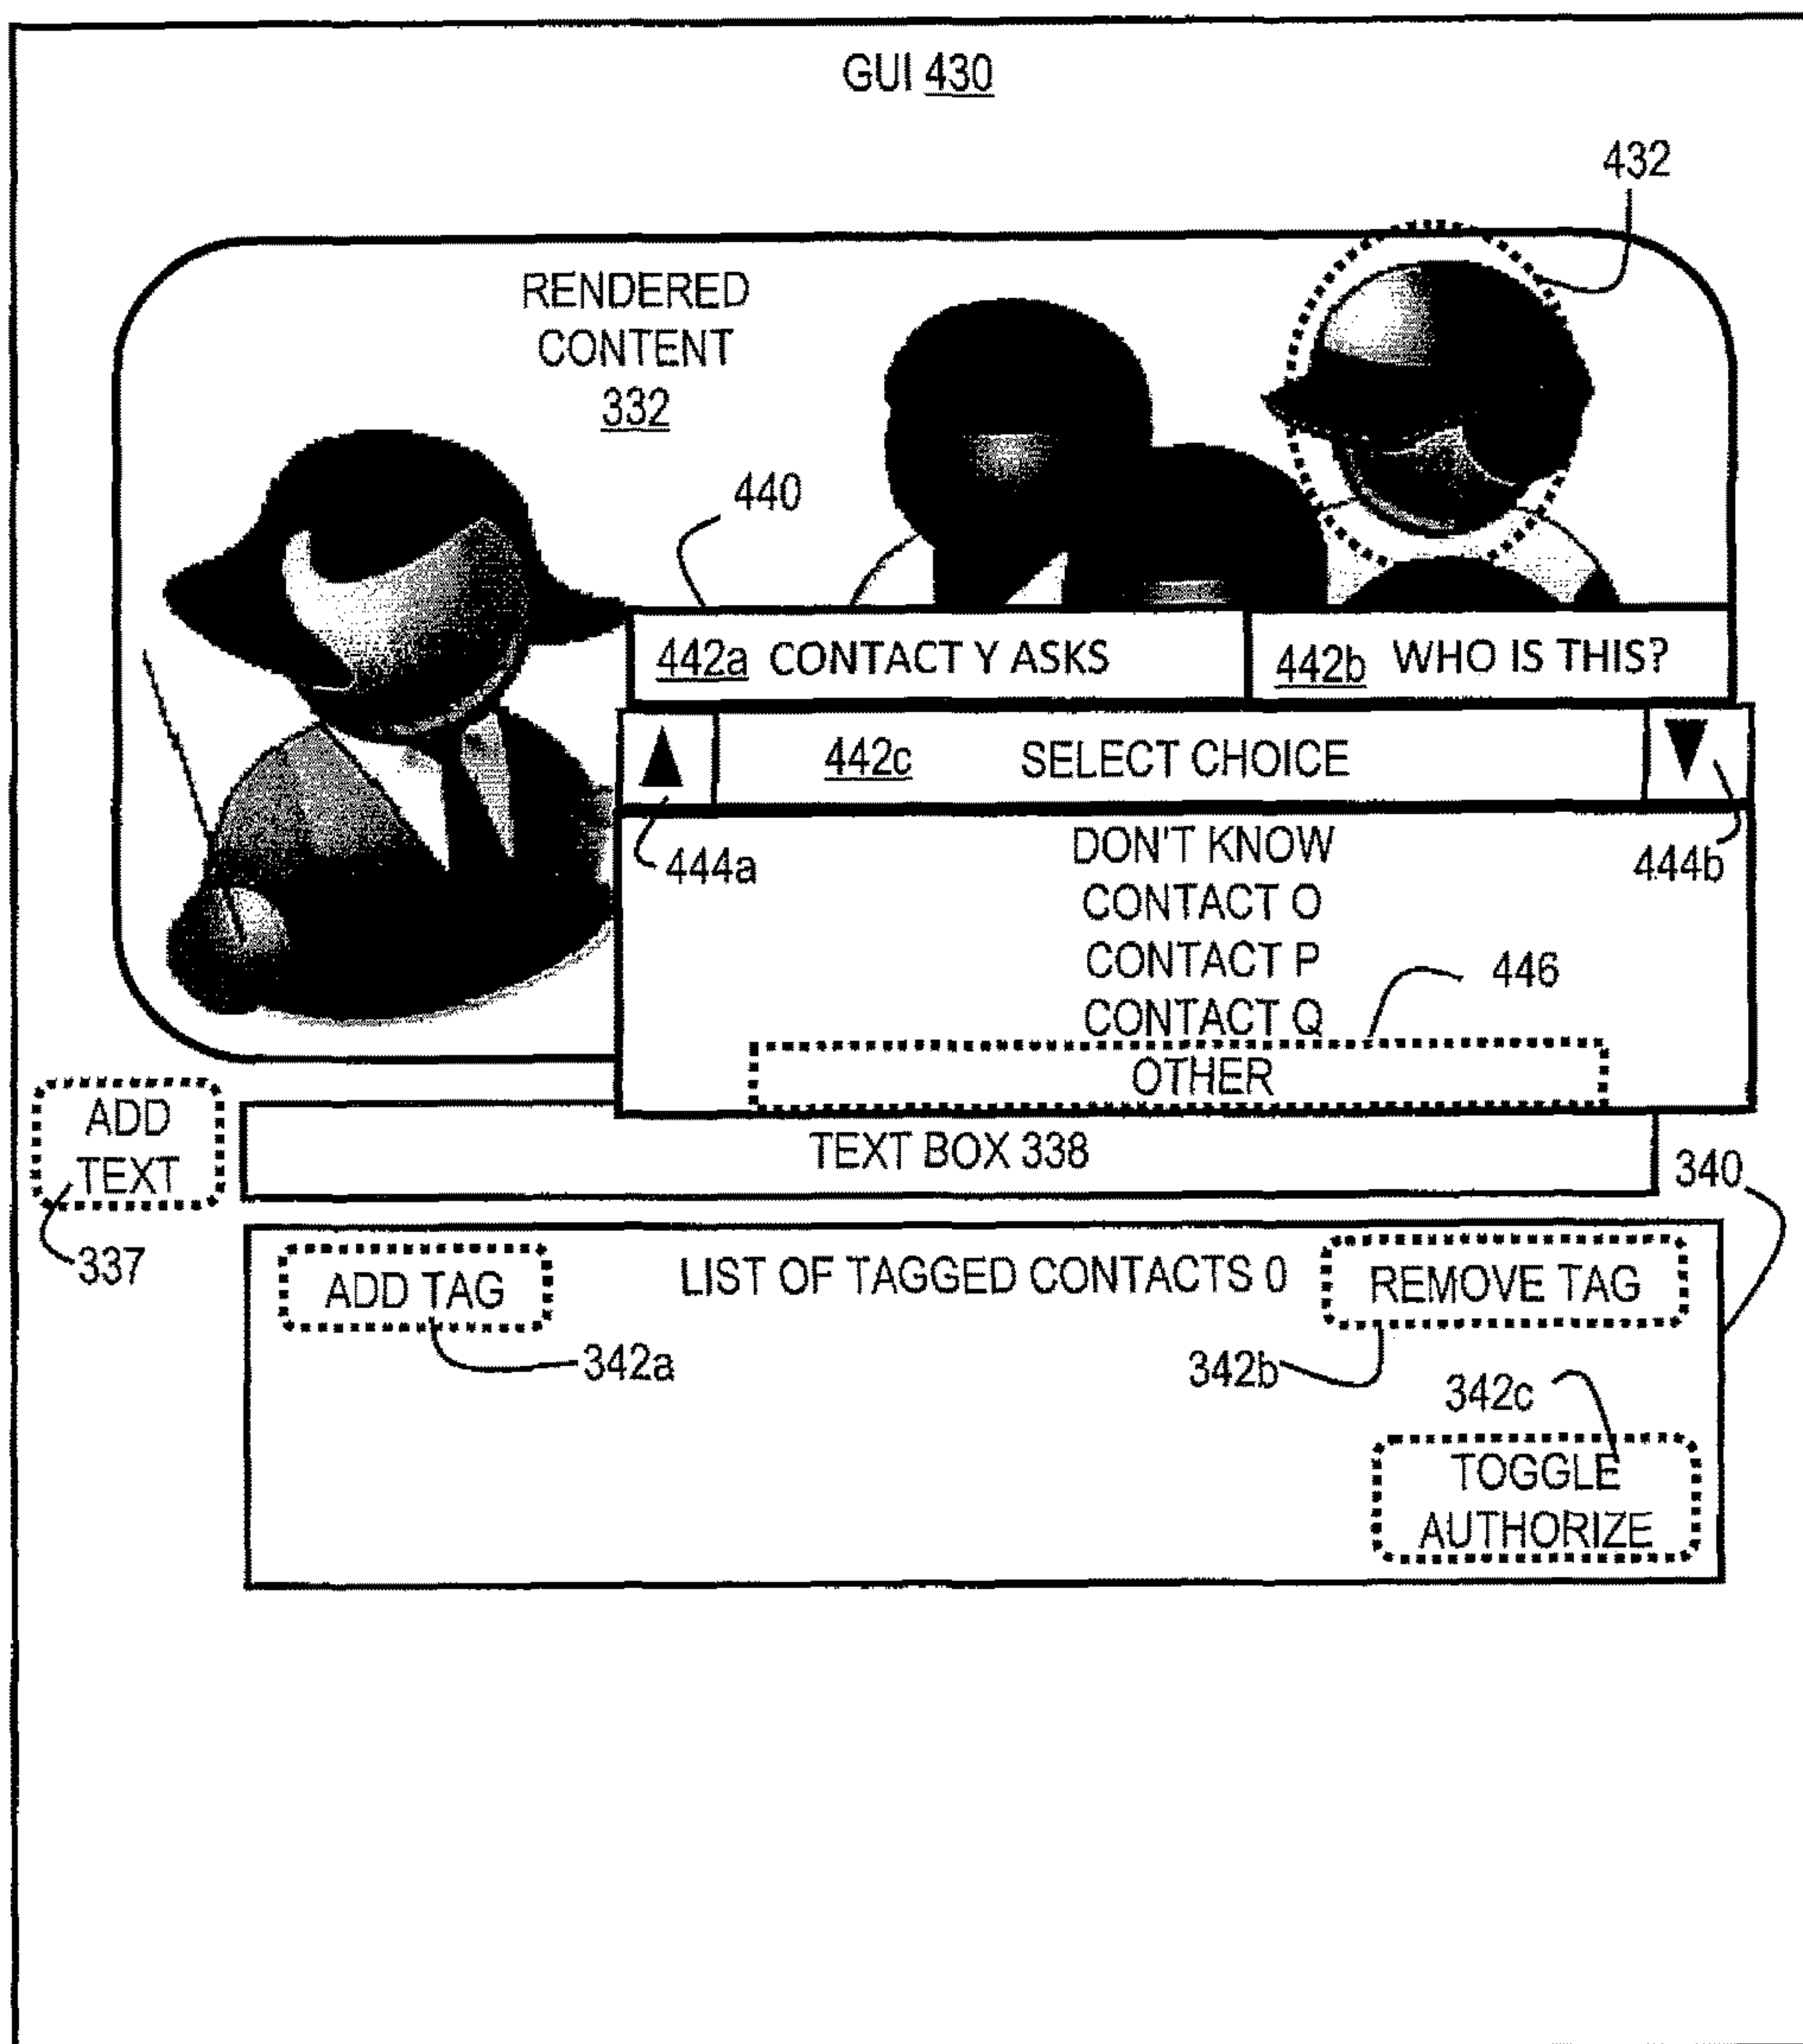 GUI 430
432
RENDERED
CONTENT
332
440
442a CONTACT Y ASKS
442b WHO IS THIS?
442c SELECT CHOICE
444a
444b
DON'T KNOW
CONTACT O
CONTACT P
CONTACT Q
446
OTHER
ADD
TEXT
337
TEXT BOX 338
340
ADD TAG
LIST OF TAGGED CONTACTS 0
REMOVE TAG
342a
342b
342c
TOGGLE
AUTHORIZE